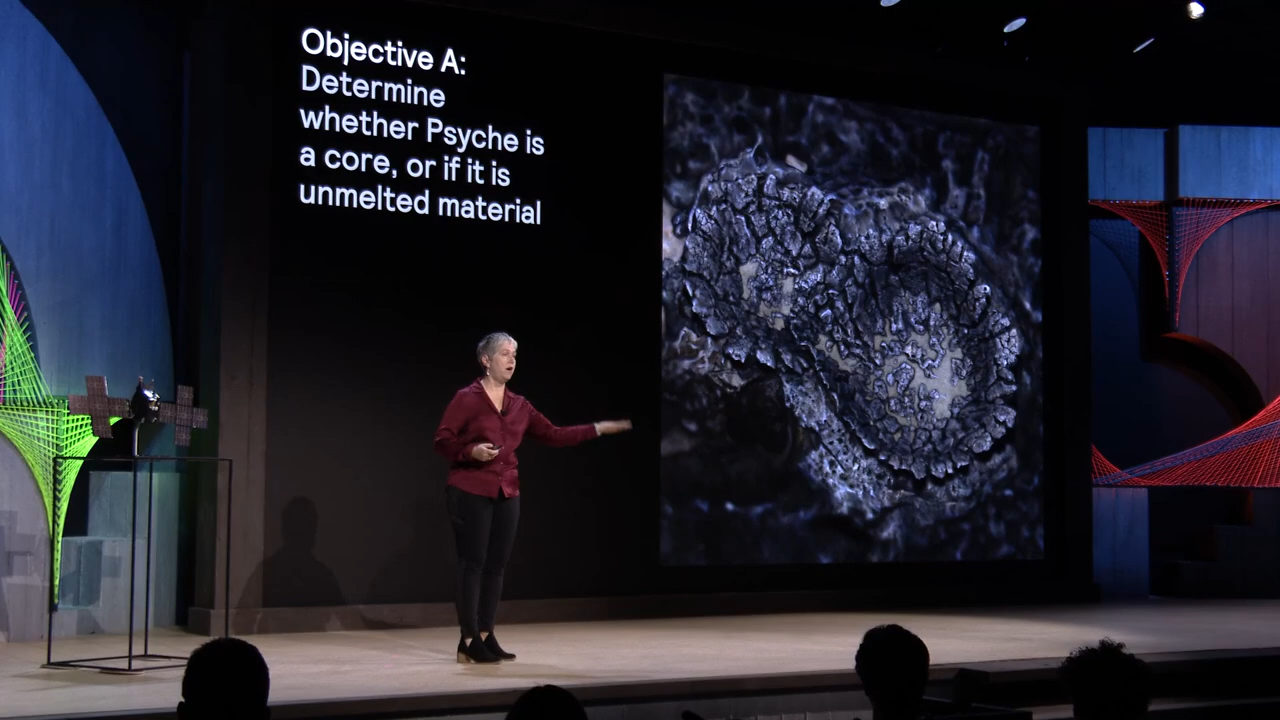 Objective A:
Determine
whether Psyche is
a core, or if it is
unmelted material